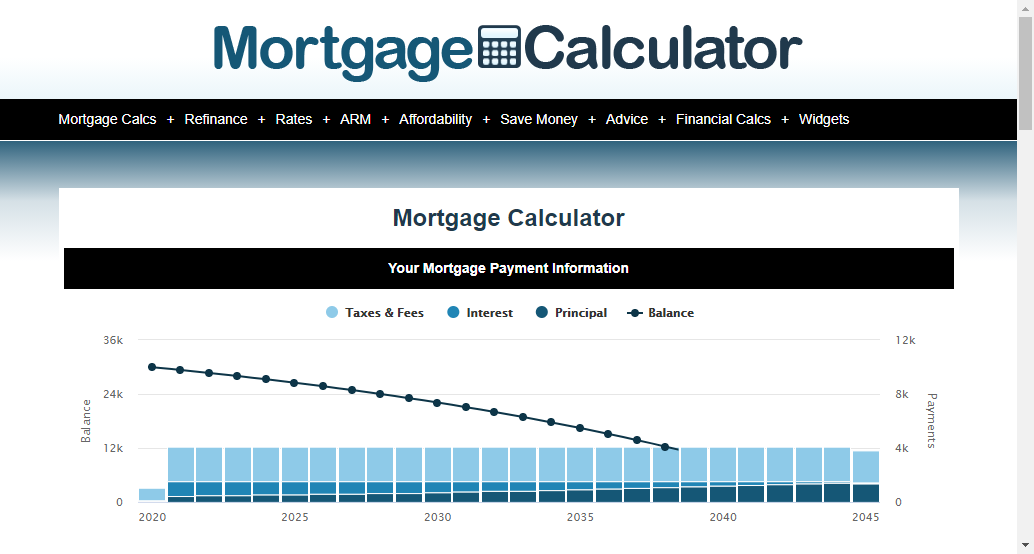 Mortgage Calculator
Mortgage Calcs + Refinance + Rates + ARM + Affordability + Save Money + Advice + Financial Calcs + Widgets
Mortgage Calculator
Your Mortgage Payment Information
Taxes & Fees Interest Principal Balance
36k 12k
24k 8k
Balance
Payments
12k 4k
0 0
2020 2025 2030 2035 2040 2045